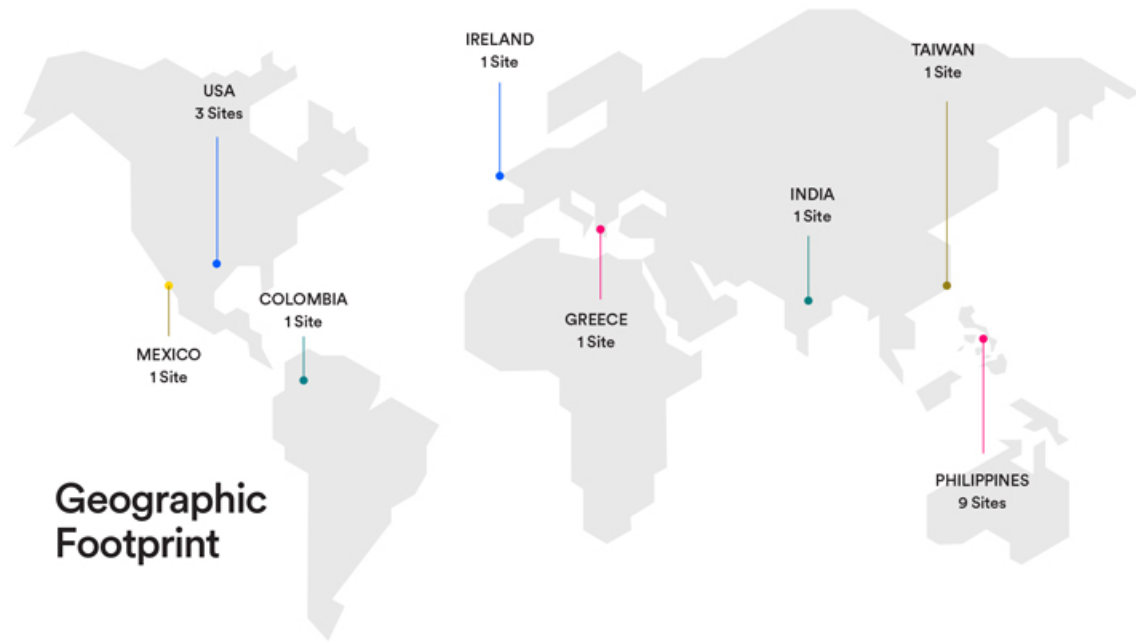 IRELAND
1 Site
TAIWAN
1 Site
USA
3 Sites
INDIA
1 Site
COLOMBIA
1 Site
GREECE
1 Site
MEXICO
1 Site
PHILIPPINES
9 Sites
Geographic
Footprint